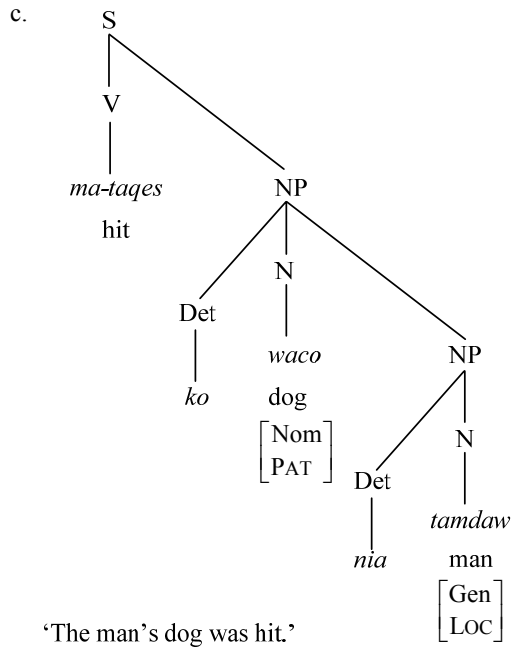 c.
S
V
ma-taqes
hit
NP
N
Det
waco
NP
ko
dog
[Nom
PAT]
N
Det
tamdaw
nia
man
[Gen
LOC]
‘The man’s dog was hit.’